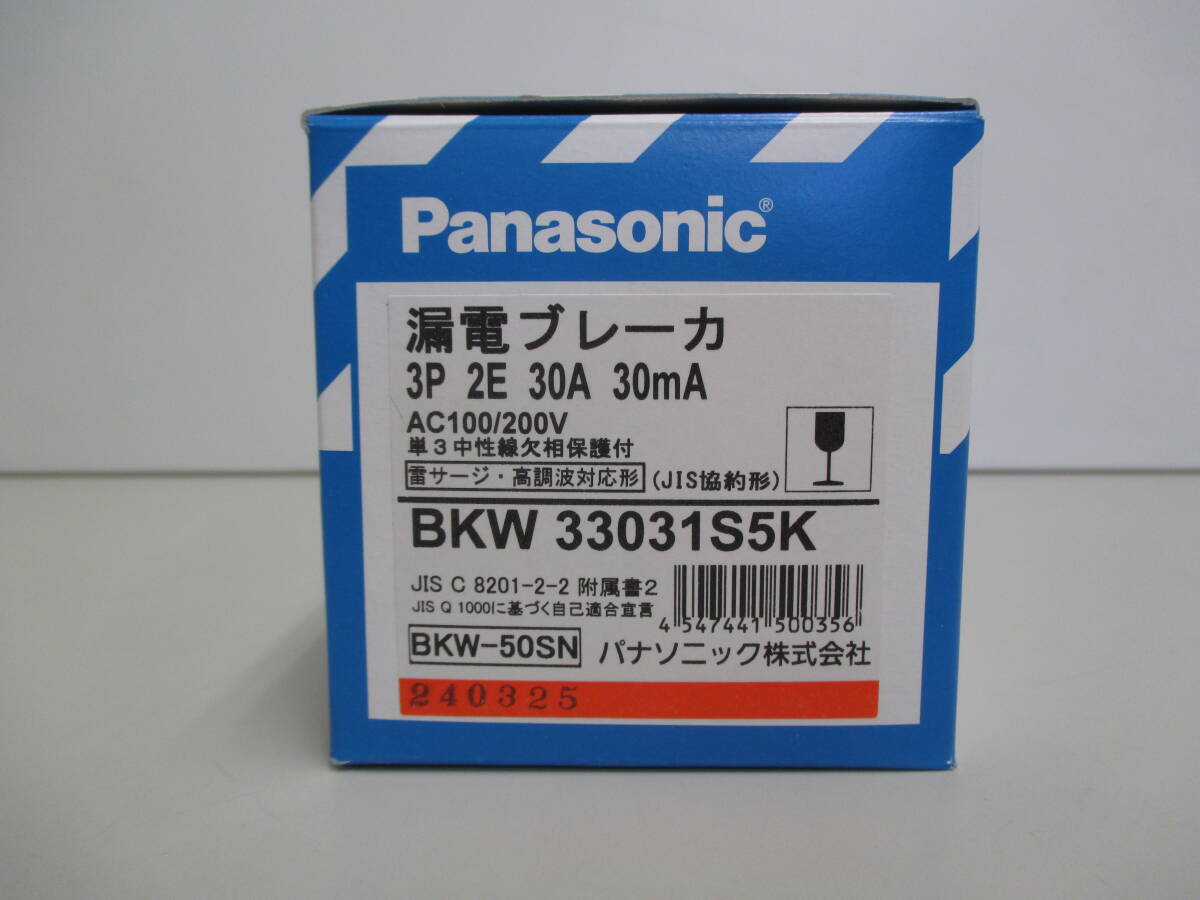 Panasonic®
漏電ブレーカ
3P 2E 30A 30mA
AC100/200V
単3中性線欠相保護付
雷サージ・高調波対応形 (JIS協約形)
BKW 33031S5K
JIS C 8201-2-2 附属書2
JIS Q 1000に基づく自己適合宣言
4 547441 500356
BKW-50SN パナソニック株式会社
240325